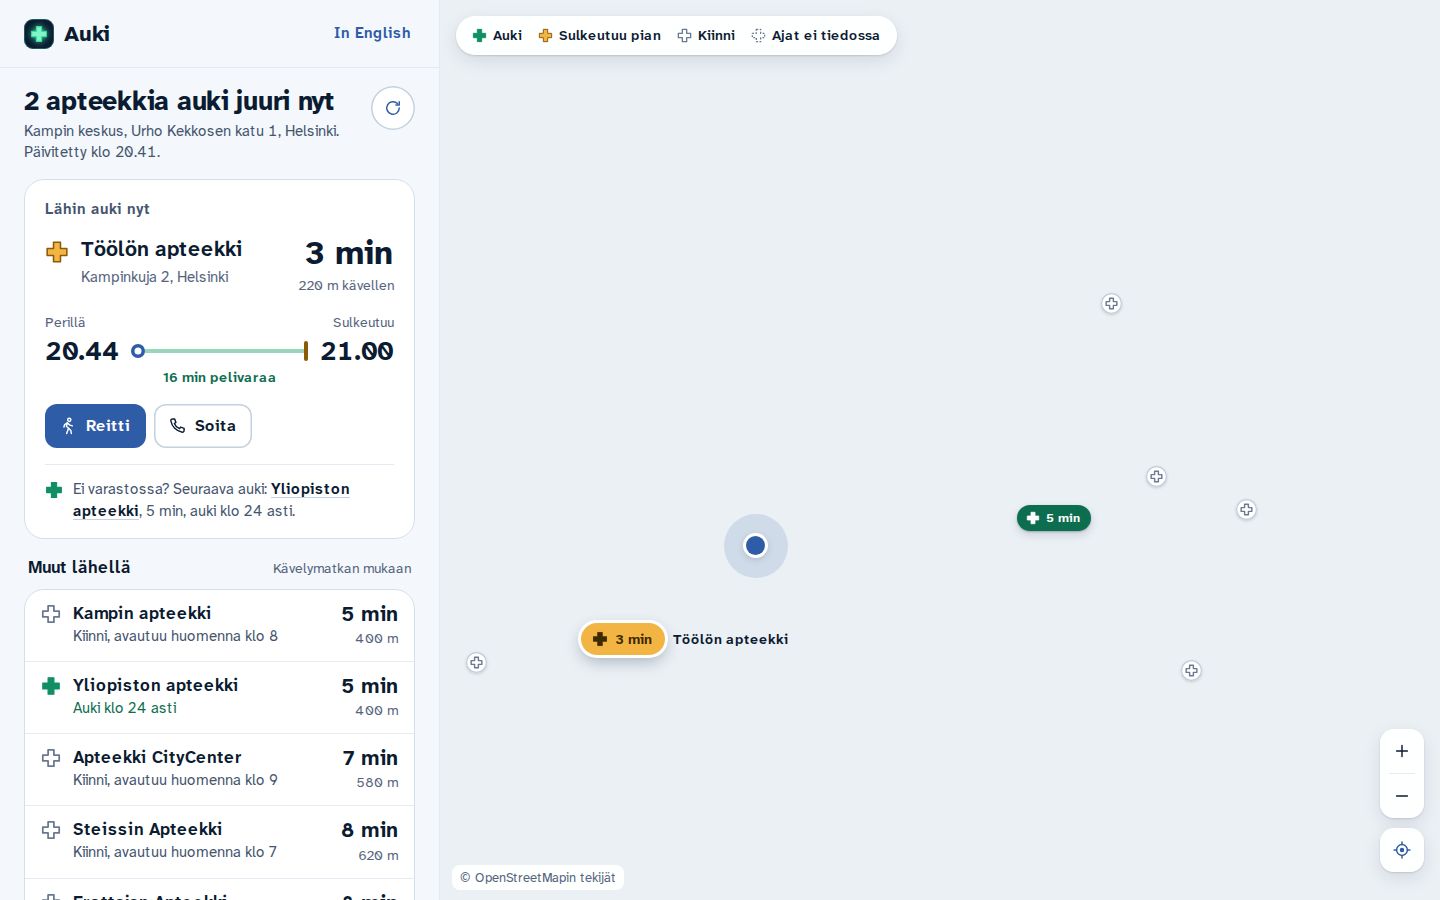 Auki
In English
2 apteekkia auki juuri nyt
Kampin keskus, Urho Kekkosen katu 1, Helsinki.
Päivitetty klo 20.41.
Lähin auki nyt
Töölön apteekki
3 min
Kampinkuja 2, Helsinki
220 m kävellen
Perillä
Sulkeutuu
20.44
21.00
16 min pelivaraa
Reitti
Soita
Ei varastossa? Seuraava auki: Yliopiston
apteekki, 5 min, auki klo 24 asti.
Muut lähellä
Kävelymatkan mukaan
Kampin apteekki
5 min
Kiinni, avautuu huomenna klo 8
400 m
Yliopiston apteekki
5 min
Auki klo 24 asti
400 m
Apteekki CityCenter
7 min
Kiinni, avautuu huomenna klo 9
580 m
Steissin Apteekki
8 min
Kiinni, avautuu huomenna klo 7
620 m
Auki
Sulkeutuu pian
Kiinni
Ajat ei tiedossa
5 min
3 min
Töölön apteekki
© OpenStreetMapin tekijät